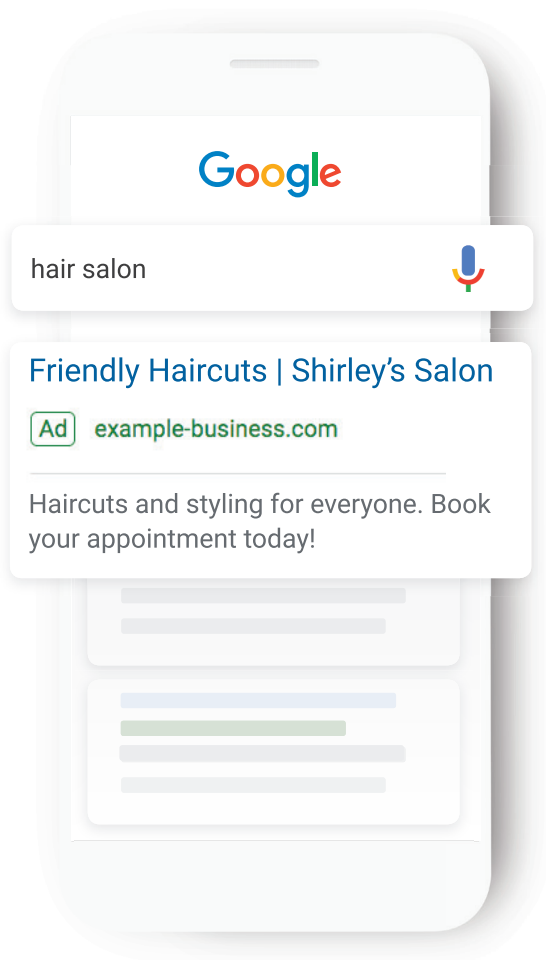 Google
hair salon
Friendly Haircuts | Shirley’s Salon
Ad example-business.com
Haircuts and styling for everyone. Book
your appointment today!